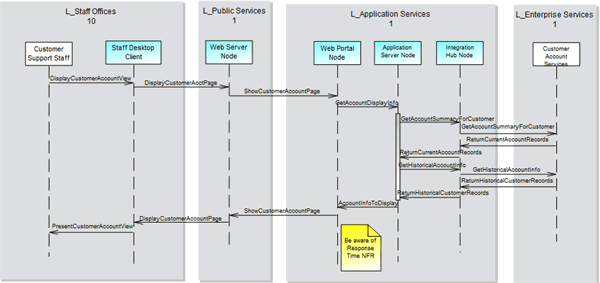 L_Staff Offices
10
L_Public Services
1
L_Application Services
1
L_Enterprise Services
1
Customer
Support Staff
Staff Desktop
Client
Web Server
Node
Web Portal
Node
Application
Server Node
Integration
Hub Node
Customer
Account
Services
DisplayCustomerAccountView
DisplayCustomerAcctPage
ShowCustomerAccountPage
GetAccountDisplayInfo
GetAccountSummaryForCustomer
GetAccountSummaryForCustomer
ReturnCurrentAccountRecords
ReturnCurrentAccountRecords
GetHistoricalAccountInfo
GetHistoricalAccountInfo
ReturnHistoricalCustomerRecords
ReturnHistoricalCustomerRecords
AccountInfoToDisplay
ShowCustomerAccountPage
DisplayCustomerAccountPage
PresentCustomerAccountView
Be aware of
Response
Time NFR